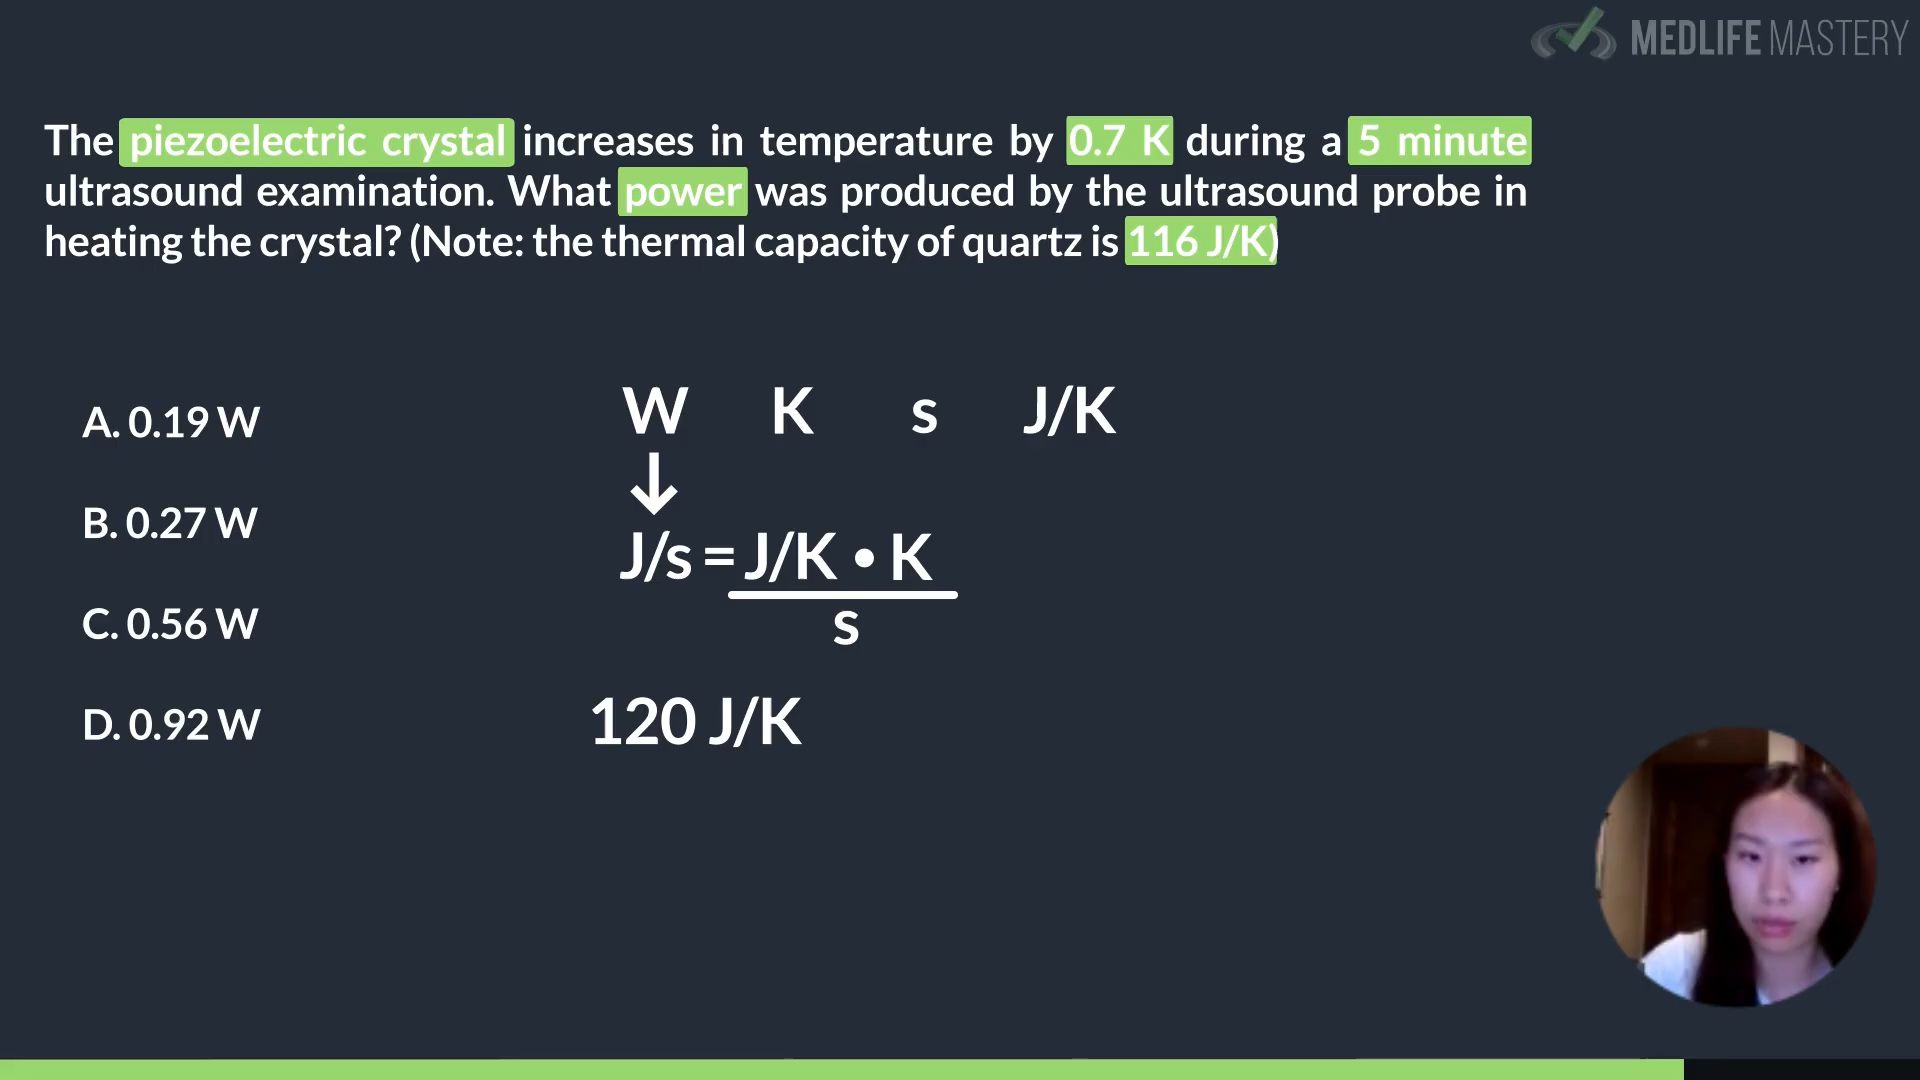 MEDLIFE MASTERY
The piezoelectric crystal increases in temperature by 0.7 K during a 5 minute
ultrasound examination. What power was produced by the ultrasound probe in
heating the crystal? (Note: the thermal capacity of quartz is 116 J/K)
A. 0.19 W
B. 0.27 W
C. 0.56 W
D. 0.92 W
W K s J/K
J/s = J/K • K
s
120 J/K